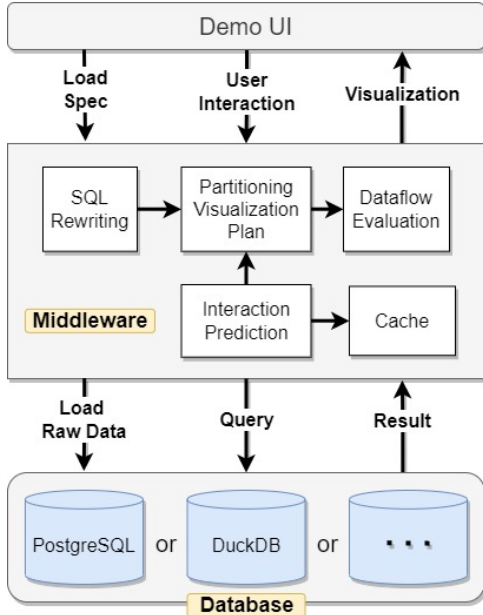 Demo UI
Load
Spec
User
Interaction
Visualization
SQL
Rewriting
Partitioning
Visualization
Plan
Dataflow
Evaluation
Middleware
Interaction
Prediction
Cache
Load
Raw Data
Query
Result
PostgreSQL
or
DuckDB
or
...
Database